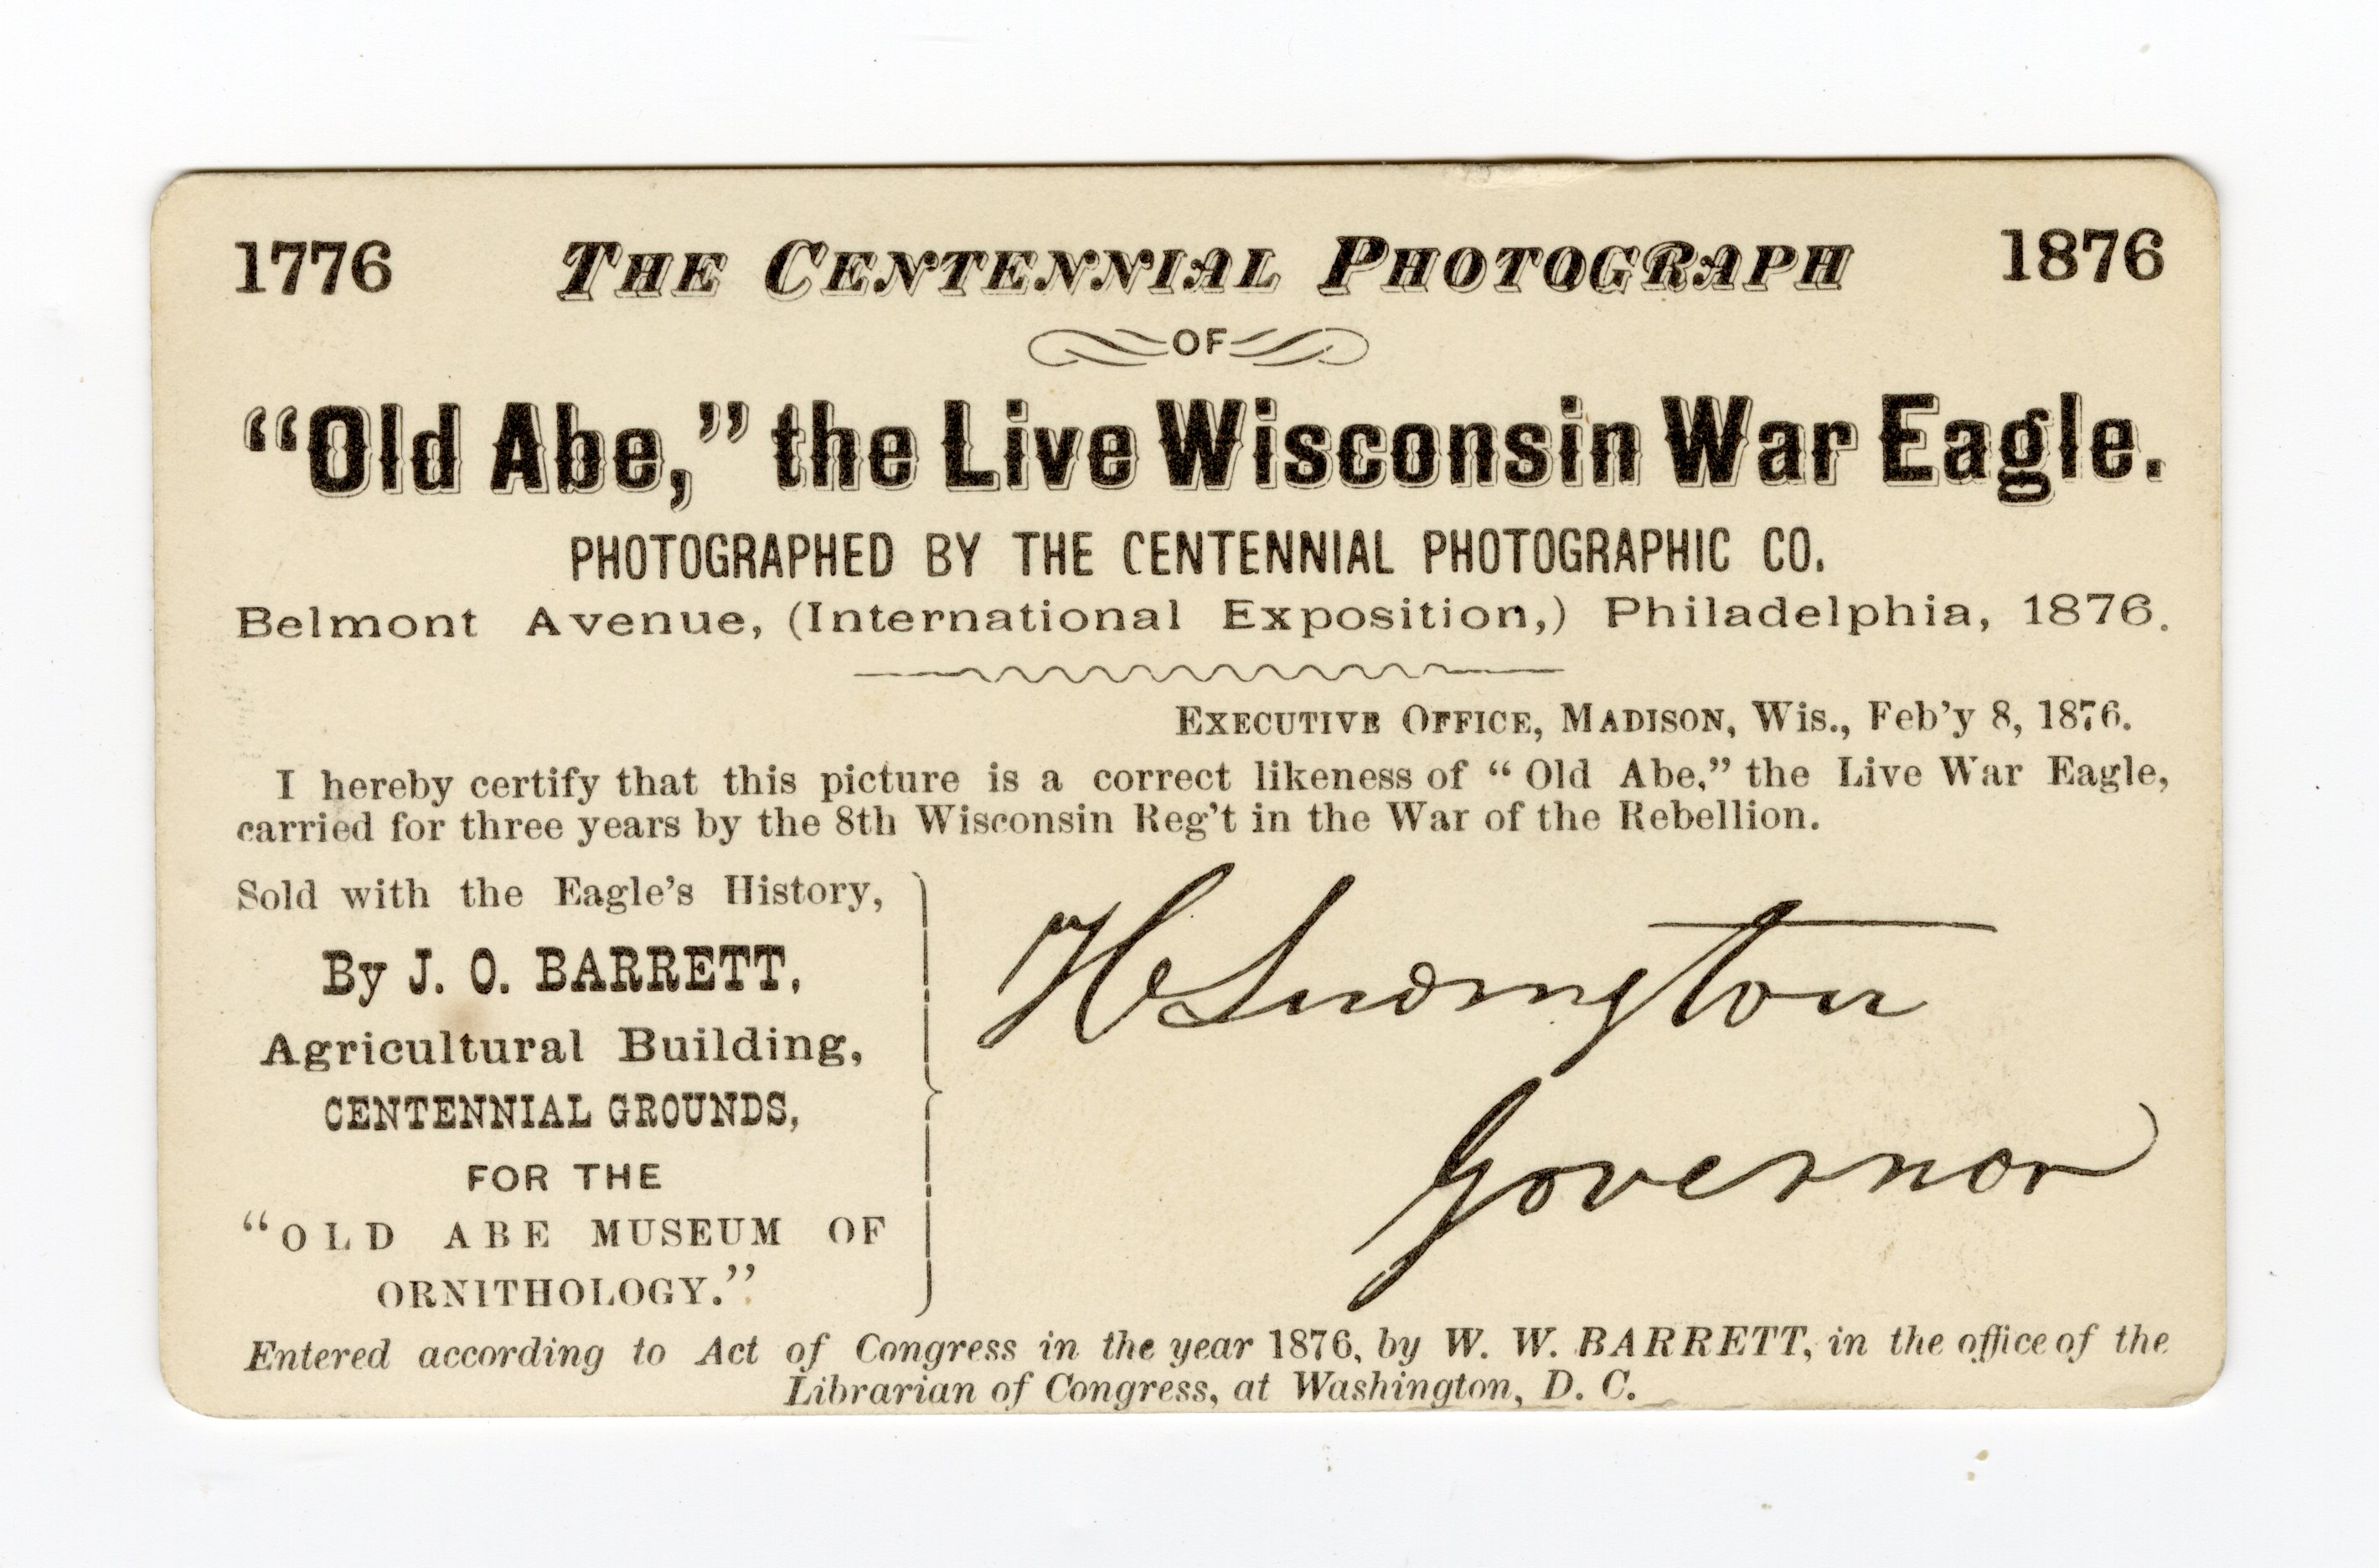 1776 THE CENTENNIAL PHOTOGRAPH 1876
OF
“Old Abe,” the Live Wisconsin War Eagle.
PHOTOGRAPHED BY THE CENTENNIAL PHOTOGRAPHIC CO.
Belmont Avenue, (International Exposition,) Philadelphia, 1876.
EXECUTIVE OFFICE, MADISON, Wis., Feb’y 8, 1876.
I hereby certify that this picture is a correct likeness of “Old Abe,” the Live War Eagle,
carried for three years by the 8th Wisconsin Reg’t in the War of the Rebellion.
Sold with the Eagle’s History,
By J. O. BARRETT,
Agricultural Building,
CENTENNIAL GROUNDS,
FOR THE
“OLD ABE MUSEUM OF
ORNITHOLOGY.”
H Ludington
Governor
Entered according to Act of Congress in the year 1876, by W. W. BARRETT, in the office of the
Librarian of Congress, at Washington, D. C.